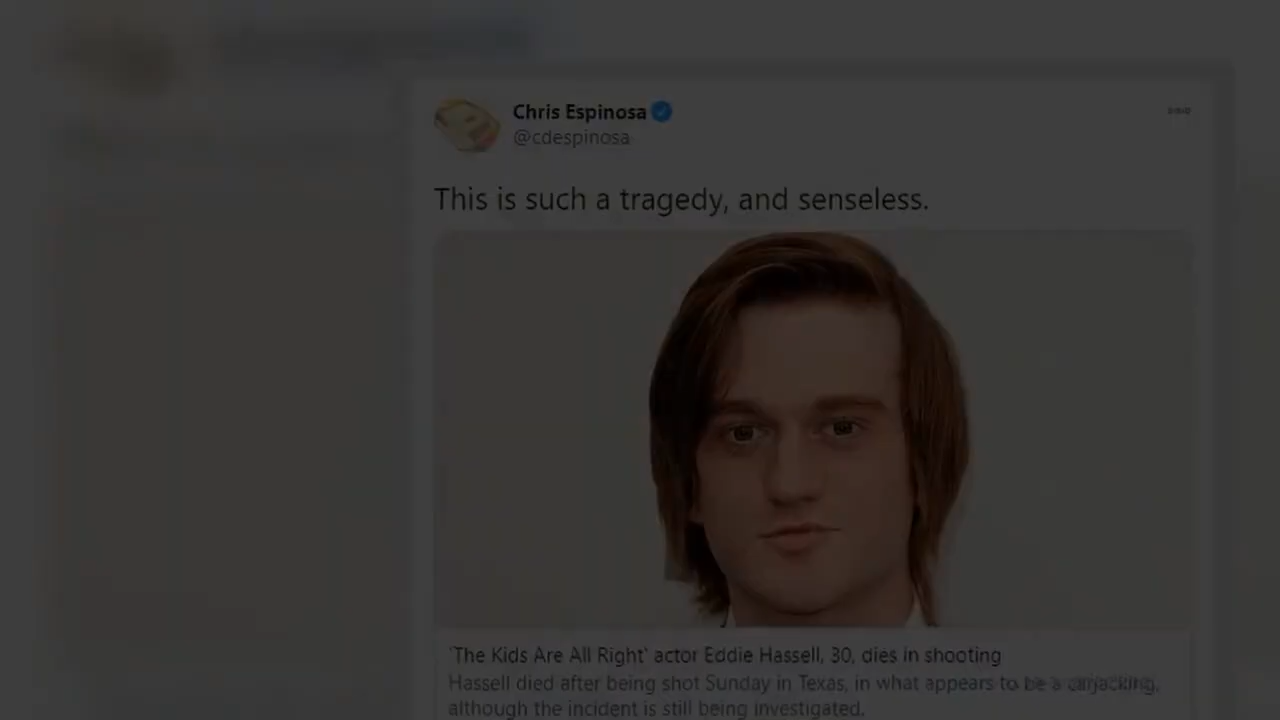 Chris Espinosa
@cdespinosa
This is such a tragedy, and senseless.
'The Kids Are All Right' actor Eddie Hassell, 30, dies in shooting
Hassell died after being shot Sunday in Texas, in what appears to be a carjacking,
although the incident is still being investigated.